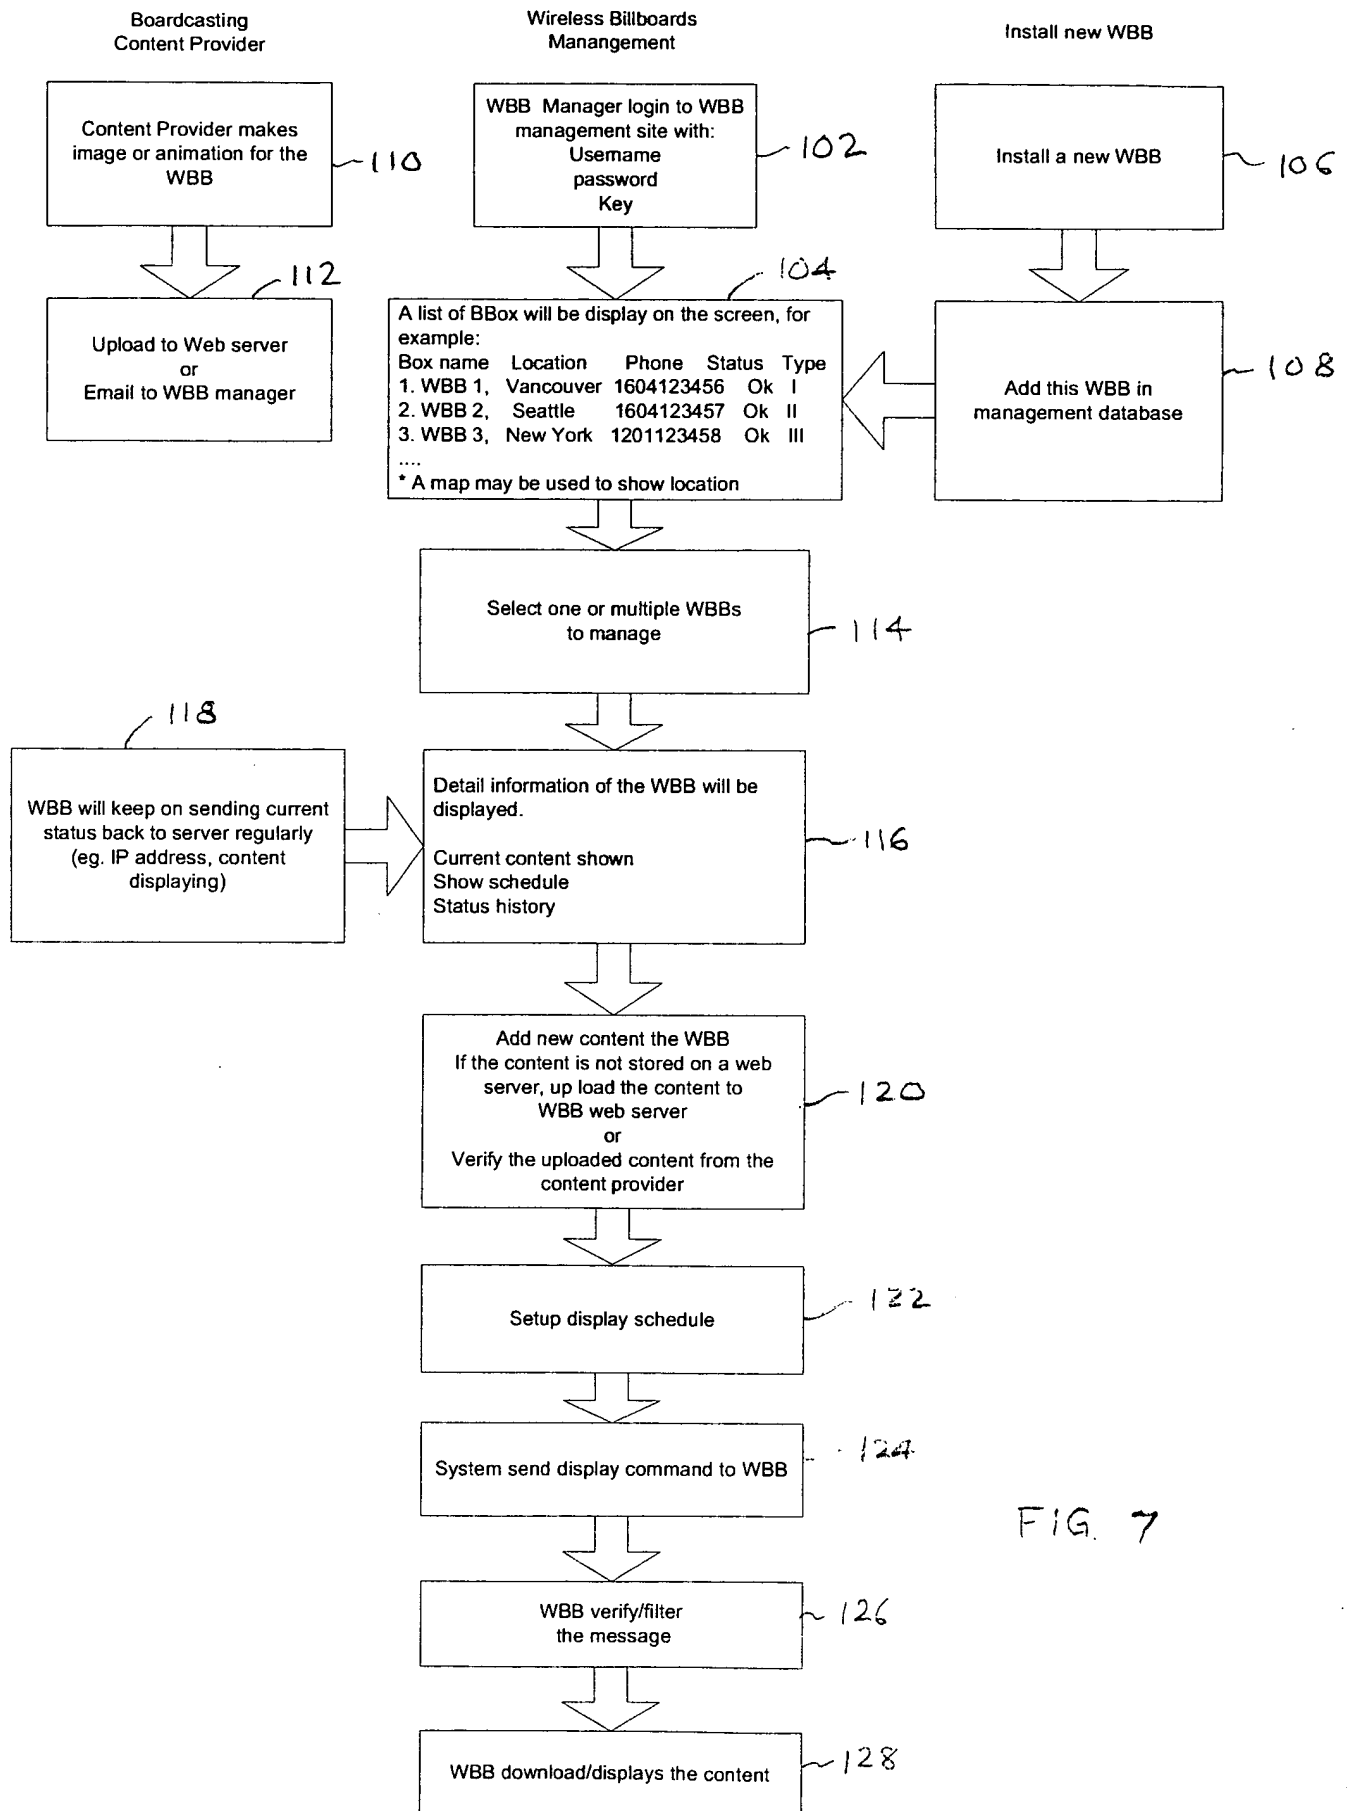 Boardcasting
Content Provider
Wireless Billboards
Manangement
Install new WBB
Content Provider makes
image or animation for the
WBB
110
WBB Manager login to WBB
management site with:
Username
password
Key
102
Install a new WBB
106
112
Upload to Web server
or
Email to WBB manager
104
A list of BBox will be display on the screen, for
example:
Box name Location Phone Status Type
1. WBB 1, Vancouver 1604123456 Ok I
2. WBB 2, Seattle 1604123457 Ok II
3. WBB 3, New York 1201123458 Ok III
....
* A map may be used to show location
Add this WBB in
management database
108
Select one or multiple WBBs
to manage
114
118
WBB will keep on sending current
status back to server regularly
(eg. IP address, content
displaying)
Detail information of the WBB will be
displayed.
Current content shown
Show schedule
Status history
116
Add new content the WBB
If the content is not stored on a web
server, up load the content to
WBB web server
or
Verify the uploaded content from the
content provider
120
Setup display schedule
122
System send display command to WBB
124
FIG. 7
WBB verify/filter
the message
126
WBB download/displays the content
128